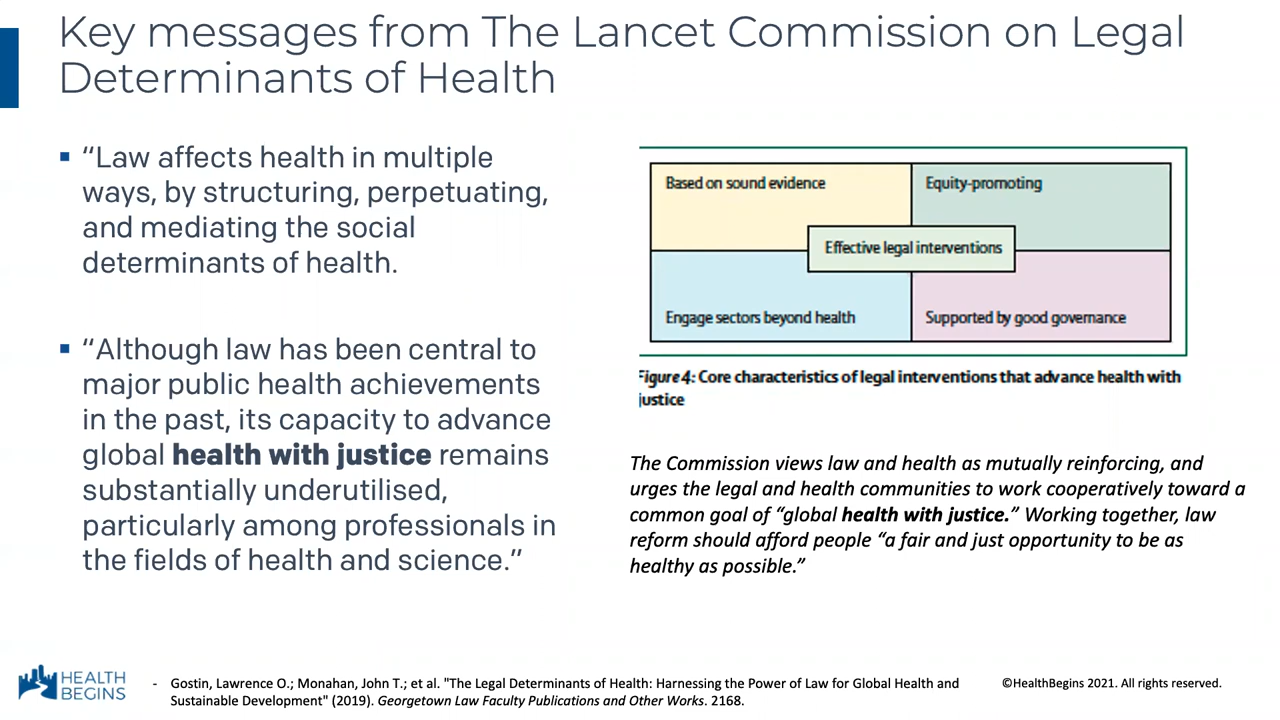 Key messages from The Lancet Commission on Legal
Determinants of Health
▪ “Law affects health in multiple
ways, by structuring, perpetuating,
and mediating the social
determinants of health.
▪ “Although law has been central to
major public health achievements
in the past, its capacity to advance
global health with justice remains
substantially underutilised,
particularly among professionals in
the fields of health and science.”
Based on sound evidence
Equity-promoting
Effective legal interventions
Engage sectors beyond health
Supported by good governance
Figure 4: Core characteristics of legal interventions that advance health with
justice
The Commission views law and health as mutually reinforcing, and
urges the legal and health communities to work cooperatively toward a
common goal of “global health with justice.” Working together, law
reform should afford people “a fair and just opportunity to be as
healthy as possible.”
HEALTH
BEGINS
- Gostin, Lawrence O.; Monahan, John T.; et al. "The Legal Determinants of Health: Harnessing the Power of Law for Global Health and
Sustainable Development" (2019). Georgetown Law Faculty Publications and Other Works. 2168.
©HealthBegins 2021. All rights reserved.